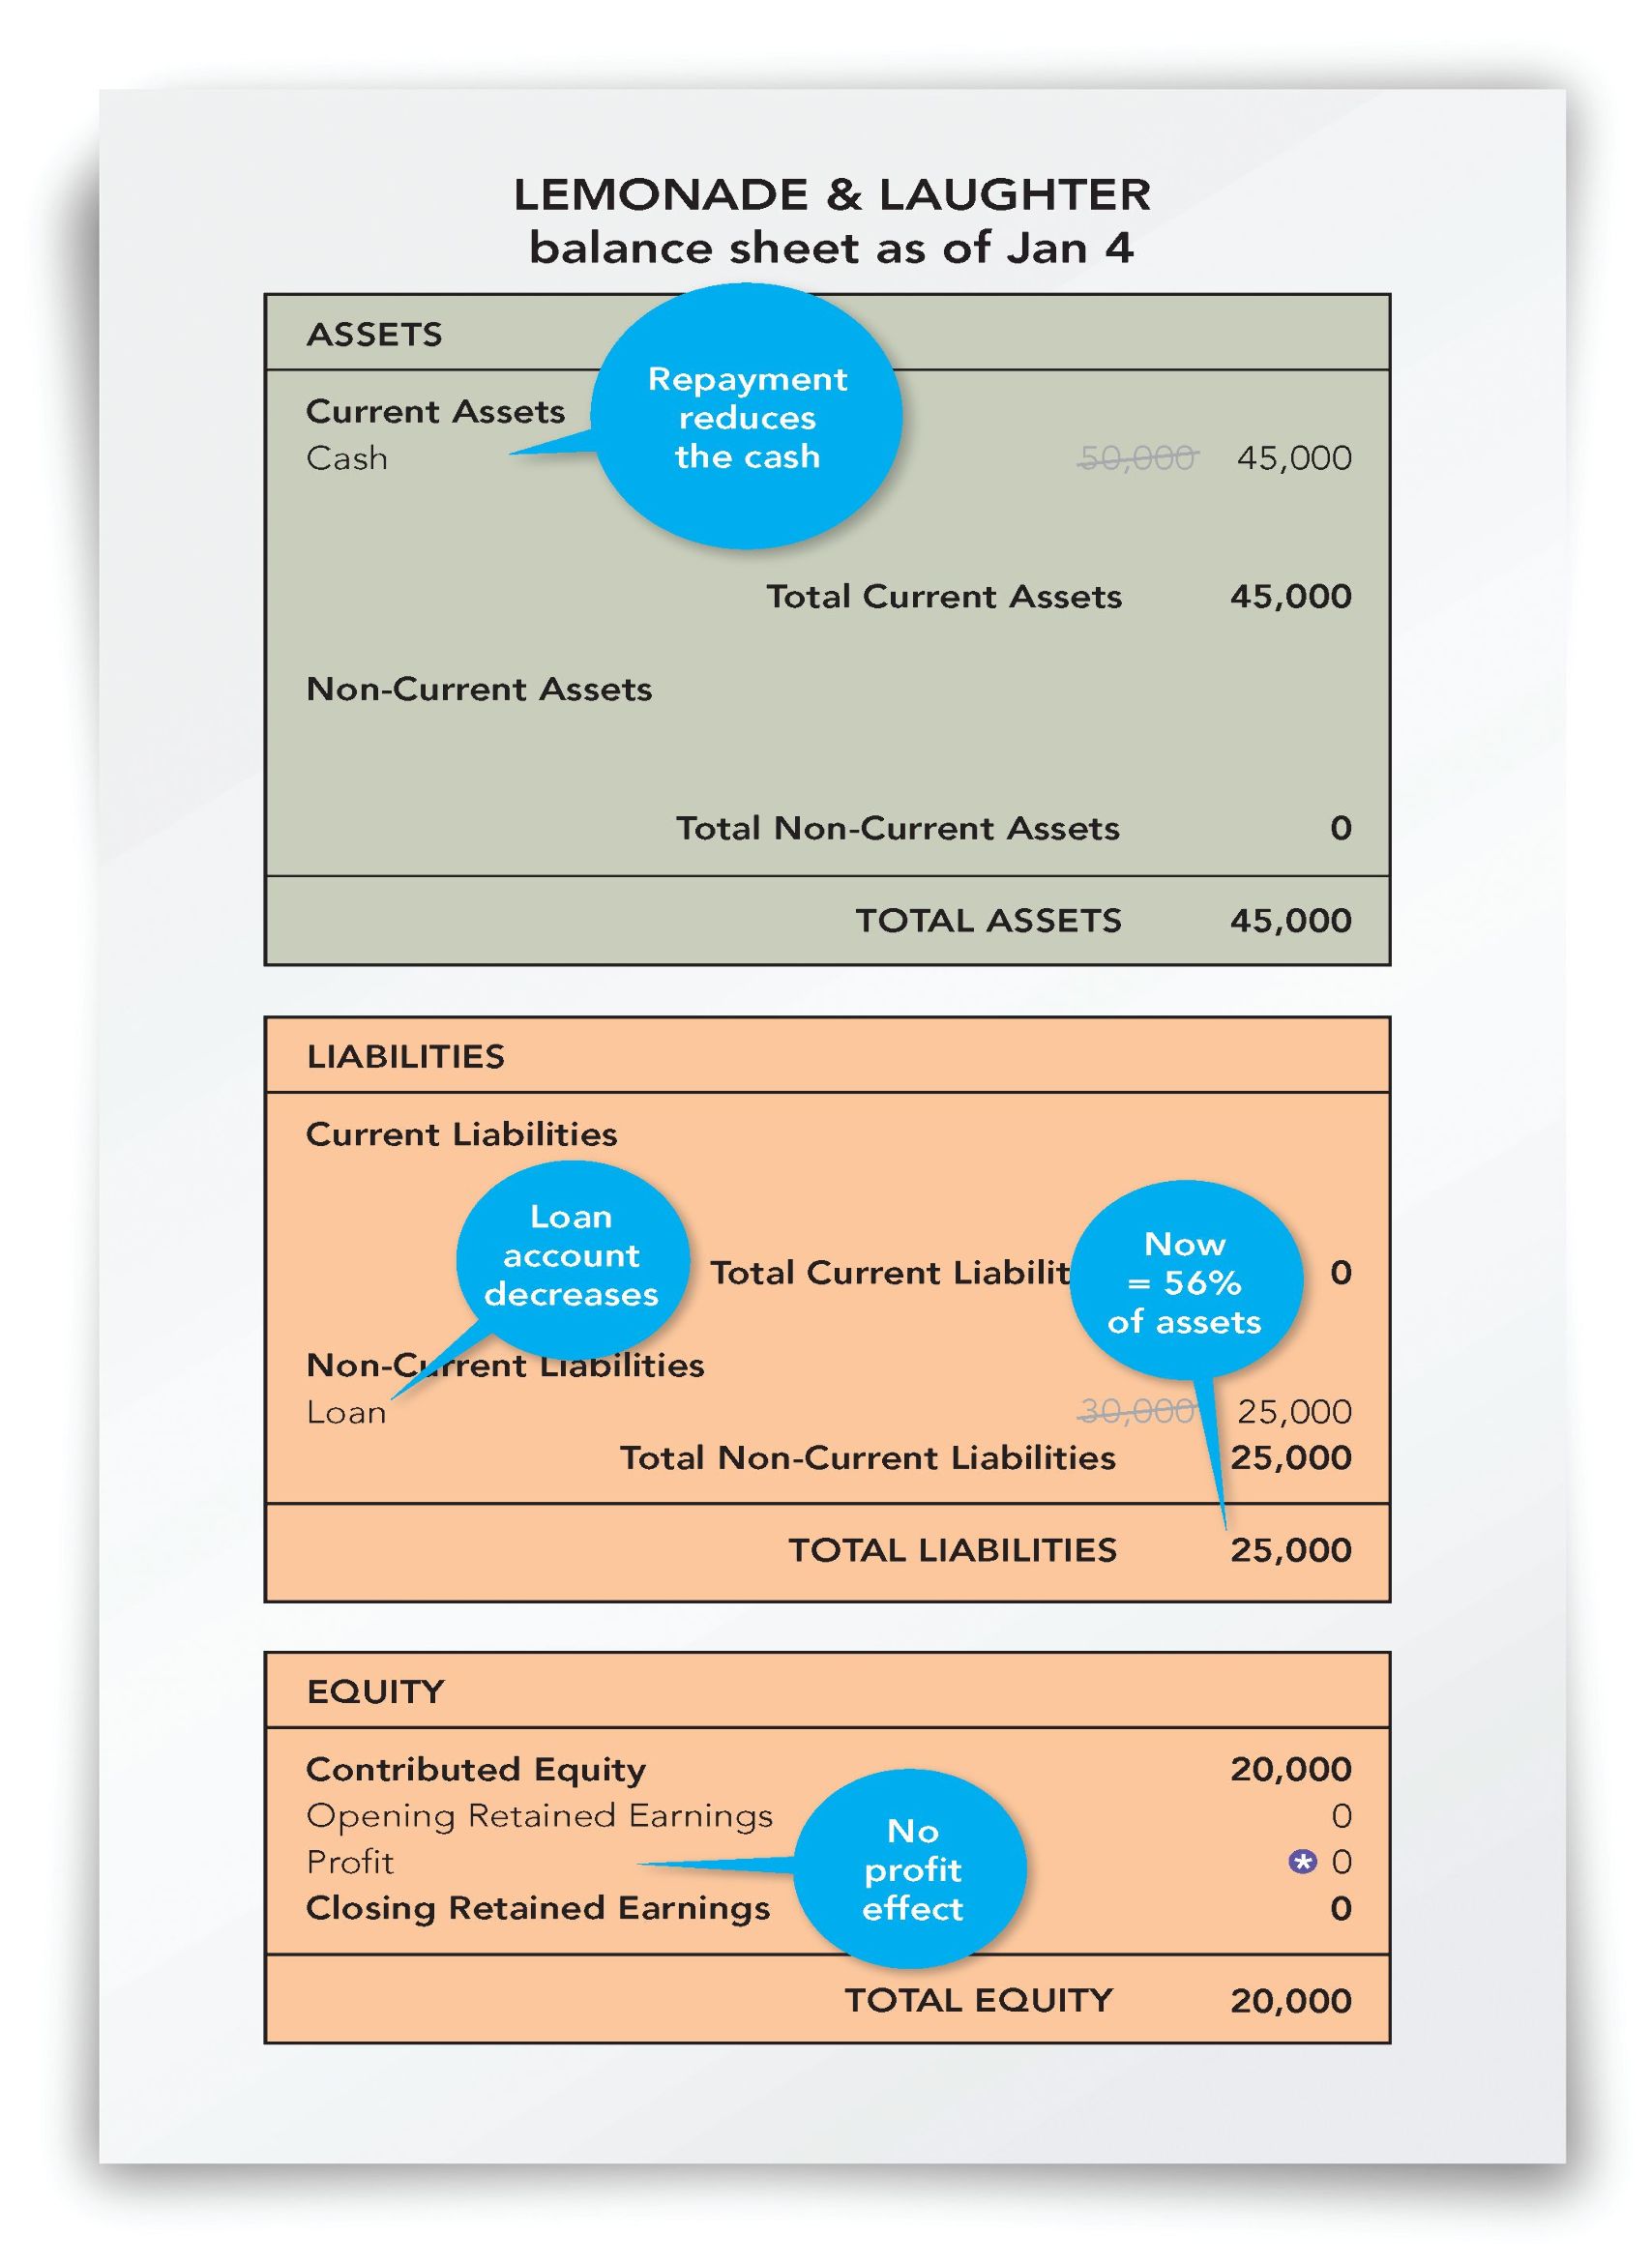 LEMONADE & LAUGHTER
balance sheet as of Jan 4
ASSETS
Repayment
reduces
the cash
Current Assets
Cash 50,000 45,000
Total Current Assets 45,000
Non-Current Assets
Total Non-Current Assets 0
TOTAL ASSETS 45,000
LIABILITIES
Current Liabilities
Loan
account
decreases
Total Current Liabilit 0
Now
= 56%
of assets
Non-Current Liabilities
Loan 30,000 25,000
Total Non-Current Liabilities 25,000
TOTAL LIABILITIES 25,000
EQUITY
Contributed Equity 20,000
Opening Retained Earnings 0
Profit * 0
Closing Retained Earnings 0
No
profit
effect
TOTAL EQUITY 20,000